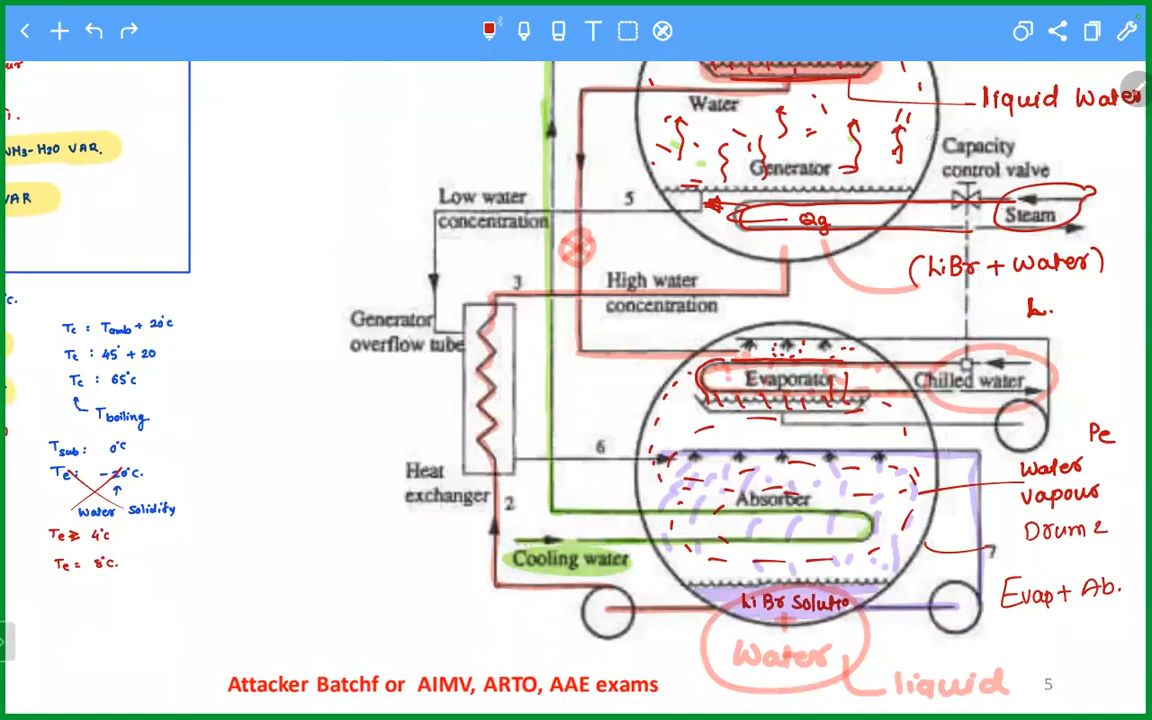 Water
liquid Water
NH3-H2O VAR.
VAR
Generator
Capacity
control valve
Low water
concentration
5
Qg
Steam
(LiBr + water)
L.
High water
concentration
3
Generator
overflow tube
Tc : Tamb + 20°C
Tc : 45° + 20
Tc : 65°C
Tboiling
Tsub : 0°C
Te : -20°C.
Water Solidify
Te ≥ 4°C
Te = 8°C.
Evaporator
Chilled water
Pe
6
Water
vapour
Drum 2
Heat
exchanger
2
Absorber
Cooling water
7
Evap + Ab.
LiBr Solutio
+
Water
liquid
Attacker Batchf or AIMV, ARTO, AAE exams
5